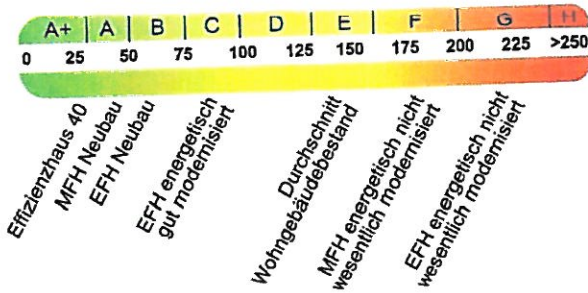 A+ A B C D E F G H
0 25 50 75 100 125 150 175 200 225 >250
Effizienzhaus 40
MFH Neubau
EFH Neubau
EFH energetisch
gut modernisiert
Durchschnitt
Wohngebäudebestand
MFH energetisch nicht
wesentlich modernisiert
EFH energetisch nicht
wesentlich modernisiert